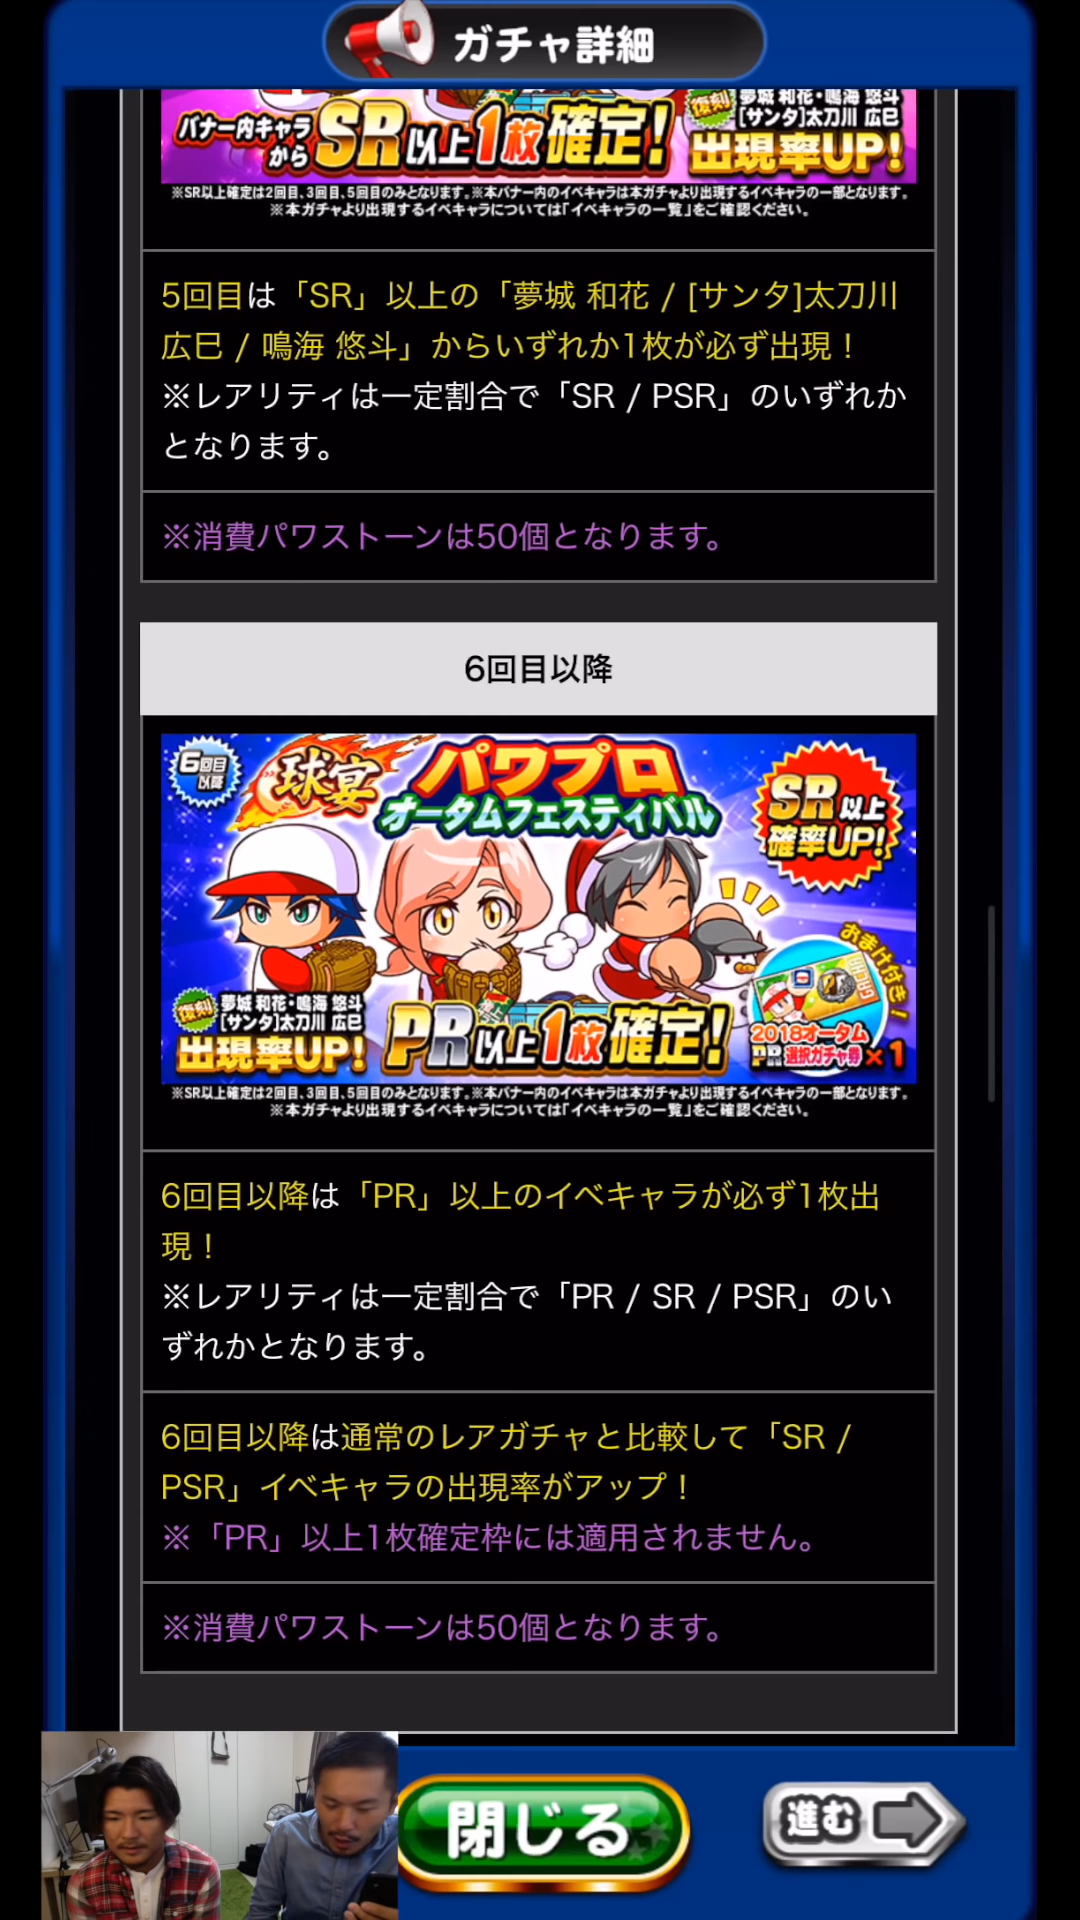 ガチャ詳細
バナー内キャラ
から
SR以上1枚確定!
復刻
夢城 和花・鳴海 悠斗
[サンタ]太刀川 広巳
出現率UP!
※SR以上確定は2回目、3回目、5回目のみとなります。※本バナー内のイベキャラは本ガチャより出現するイベキャラの一部となります。
※本ガチャより出現するイベキャラについては「イベキャラの一覧」をご確認ください。
5回目は「SR」以上の「夢城 和花 / [サンタ]太刀川
広巳 / 鳴海 悠斗」からいずれか1枚が必ず出現！
※レアリティは一定割合で「SR / PSR」のいずれか
となります。
※消費パワストーンは50個となります。
6回目以降
6回目
以降
球宴
パワプロ
オータムフェスティバル
SR以上
確率UP!
おまけ付き!
復刻
夢城 和花・鳴海 悠斗
[サンタ]太刀川 広巳
出現率UP!
PR以上1枚確定!
GACHA
2018オータム
PR選択ガチャ券×1
※SR以上確定は2回目、3回目、5回目のみとなります。※本バナー内のイベキャラは本ガチャより出現するイベキャラの一部となります。
※本ガチャより出現するイベキャラについては「イベキャラの一覧」をご確認ください。
6回目以降は「PR」以上のイベキャラが必ず1枚出
現！
※レアリティは一定割合で「PR / SR / PSR」のい
ずれかとなります。
6回目以降は通常のレアガチャと比較して「SR /
PSR」イベキャラの出現率がアップ！
※「PR」以上1枚確定枠には適用されません。
※消費パワストーンは50個となります。
閉じる
進む